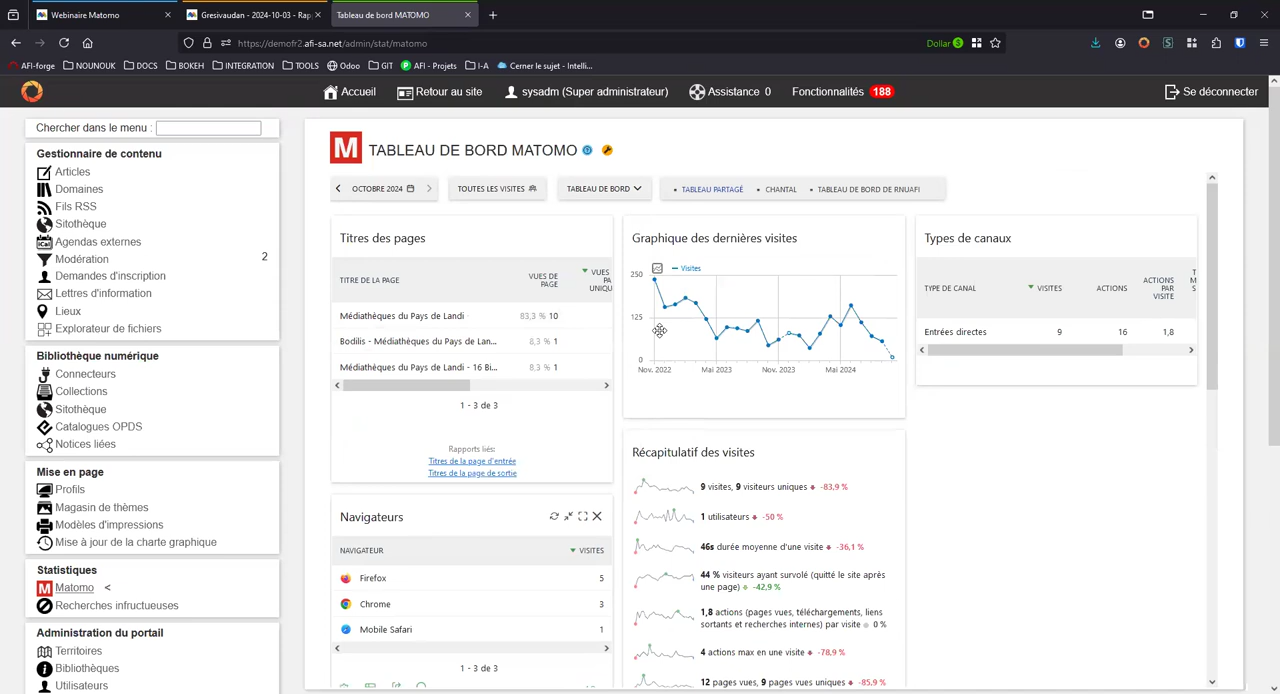 Webinaire Matomo
Gresivaudan - 2024-10-03 - Rap
Tableau de bord MATOMO
https://demofr2.afi-sa.net/admin/stat/matomo
Dollar
AFI-forge
NOUNOUK
DOCS
BOKEH
INTEGRATION
TOOLS
Odoo
GIT
AFI - Projets
I-A
Cerner le sujet - Intelli...
Accueil
Retour au site
sysadm (Super administrateur)
Assistance 0
Fonctionnalités 188
Se déconnecter
Chercher dans le menu :
Gestionnaire de contenu
Articles
Domaines
Fils RSS
Sitothèque
Agendas externes
Modération 2
Demandes d'inscription
Lettres d'information
Lieux
Explorateur de fichiers
Bibliothèque numérique
Connecteurs
Collections
Sitothèque
Catalogues OPDS
Notices liées
Mise en page
Profils
Magasin de thèmes
Modèles d'impressions
Mise à jour de la charte graphique
Statistiques
Matomo <
Recherches infructueuses
Administration du portail
Territoires
Bibliothèques
Utilisateurs
M TABLEAU DE BORD MATOMO
OCTOBRE 2024
TOUTES LES VISITES
TABLEAU DE BORD
TABLEAU PARTAGÉ
CHANTAL
TABLEAU DE BORD DE RNUAFI
Titres des pages
TITRE DE LA PAGE
VUES DE
PAGE
VUES
PA
UNIQU
Médiathèques du Pays de Landi 83,3 % 10
Bodilis - Médiathèques du Pays de Lan... 8,3 % 1
Médiathèques du Pays de Landi - 16 Bi... 8,3 % 1
1 - 3 de 3
Rapports liés:
Titres de la page d'entrée
Titres de la page de sortie
Navigateurs
NAVIGATEUR
VISITES
Firefox 5
Chrome 3
Mobile Safari 1
1 - 3 de 3
Graphique des dernières visites
Visites
250
125
0
Nov. 2022
Mai 2023
Nov. 2023
Mai 2024
Récapitulatif des visites
9 visites, 9 visiteurs uniques -83,9 %
1 utilisateurs -50 %
46s durée moyenne d'une visite -36,1 %
44 % visiteurs ayant survolé (quitté le site après
une page) -42,9 %
1,8 actions (pages vues, téléchargements, liens
sortants et recherches internes) par visite 0 %
4 actions max en une visite -78,9 %
12 pages vues, 9 pages vues uniques -85,9 %
Types de canaux
TYPE DE CANAL
VISITES
ACTIONS
ACTIONS
PAR
VISITE
T
M
S
Entrées directes 9 16 1,8